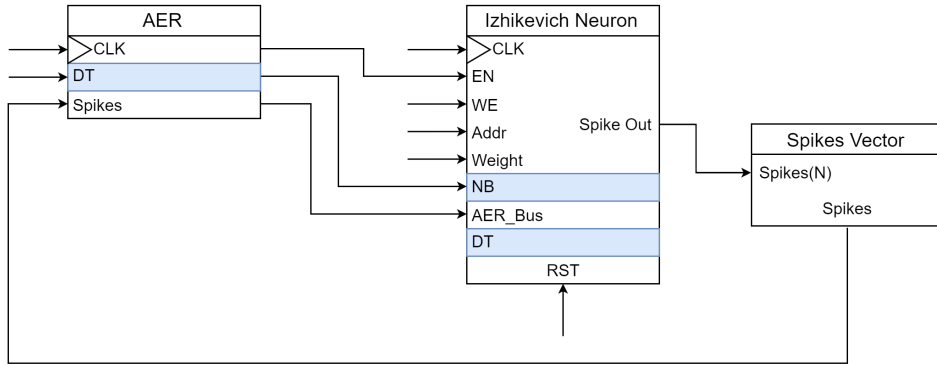 AER
CLK
DT
Spikes
Izhikevich Neuron
CLK
EN
WE
Addr
Weight
NB
AER_Bus
DT
RST
Spike Out
Spikes Vector
Spikes(N)
Spikes